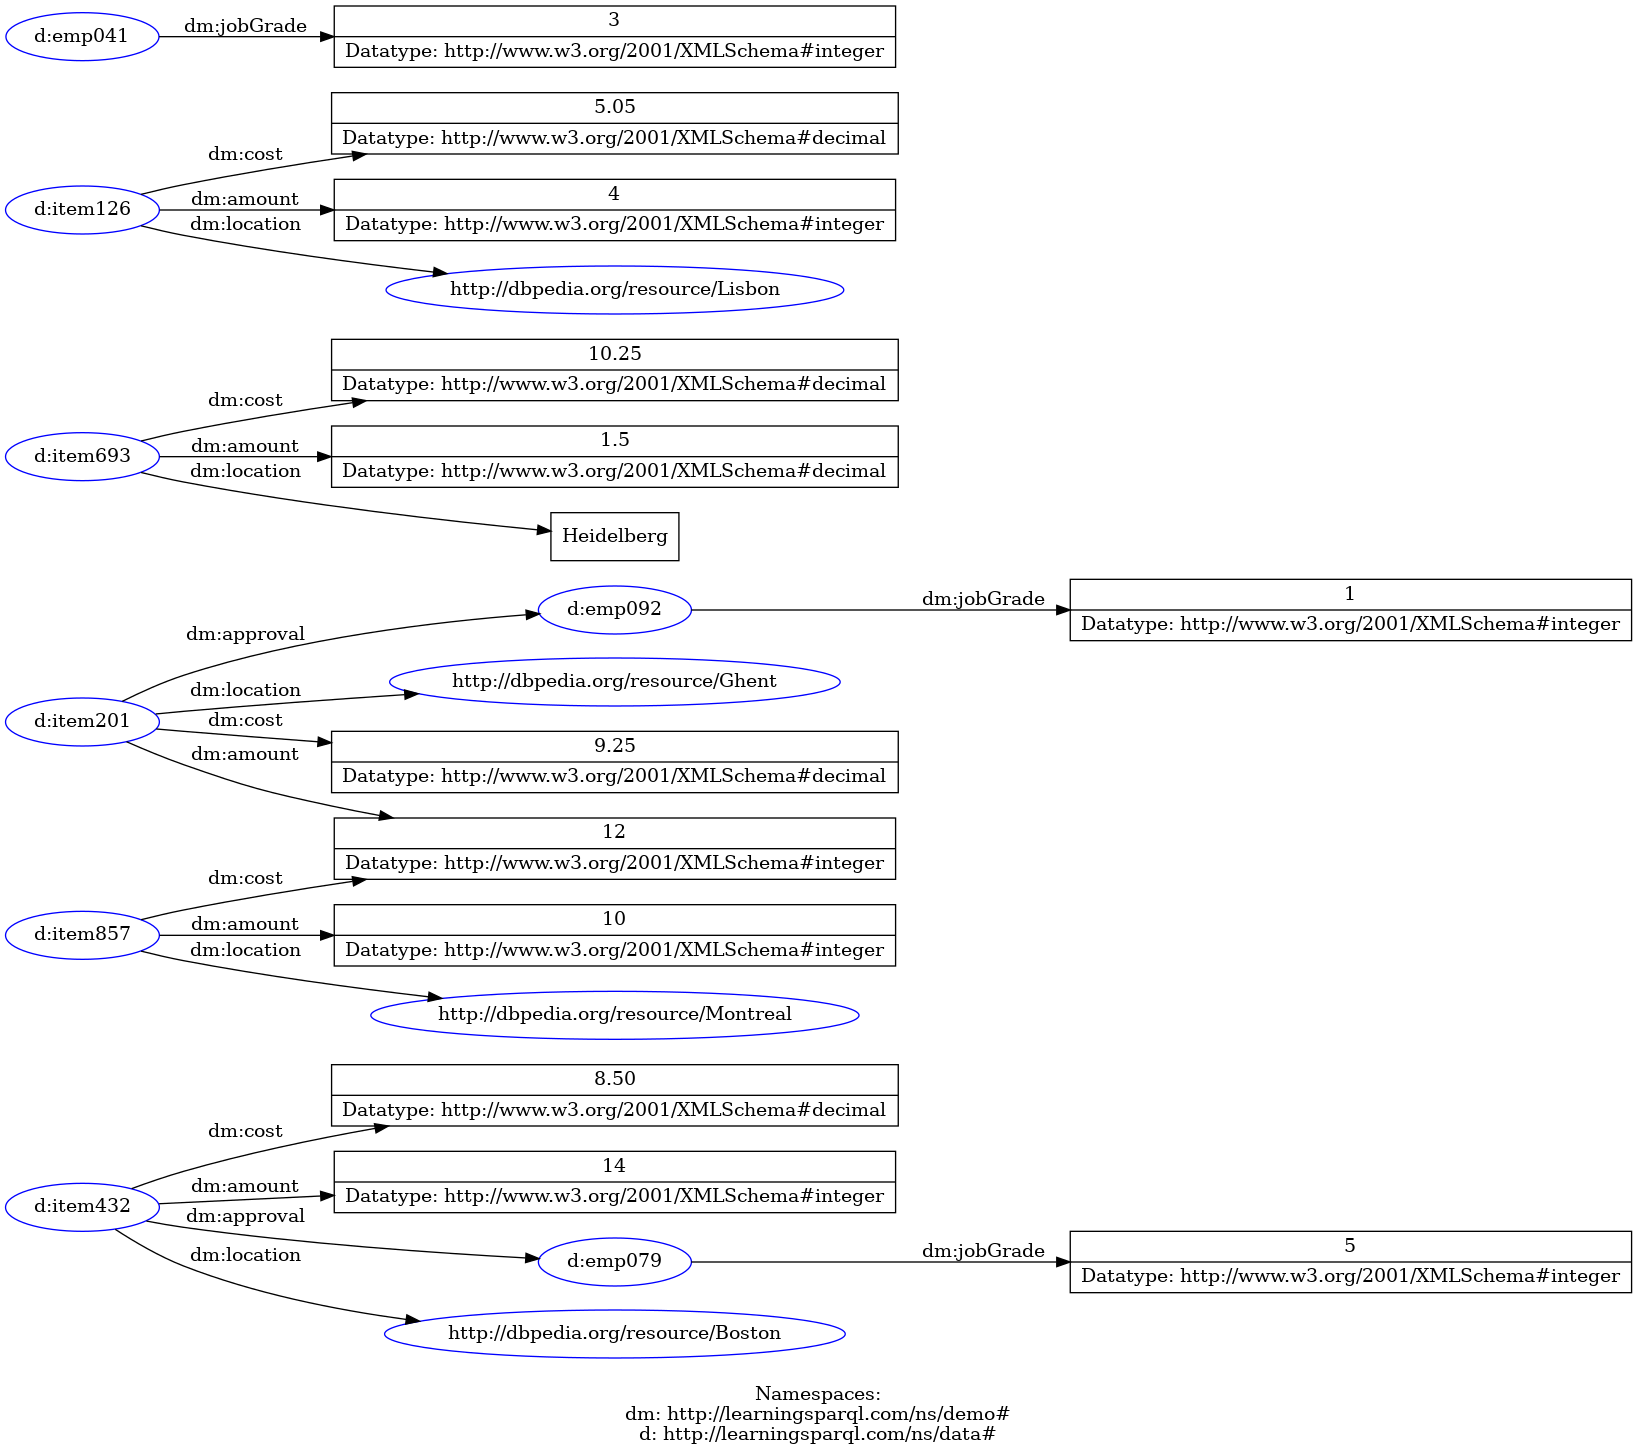 d:emp041
dm:jobGrade
3
Datatype: http://www.w3.org/2001/XMLSchema#integer
d:item126
dm:cost
5.05
Datatype: http://www.w3.org/2001/XMLSchema#decimal
dm:amount
4
Datatype: http://www.w3.org/2001/XMLSchema#integer
dm:location
http://dbpedia.org/resource/Lisbon
d:item693
dm:cost
10.25
Datatype: http://www.w3.org/2001/XMLSchema#decimal
dm:amount
1.5
Datatype: http://www.w3.org/2001/XMLSchema#decimal
dm:location
Heidelberg
d:item201
dm:approval
d:emp092
dm:jobGrade
1
Datatype: http://www.w3.org/2001/XMLSchema#integer
dm:location
http://dbpedia.org/resource/Ghent
dm:cost
9.25
Datatype: http://www.w3.org/2001/XMLSchema#decimal
dm:amount
12
Datatype: http://www.w3.org/2001/XMLSchema#integer
d:item857
dm:cost
dm:amount
10
Datatype: http://www.w3.org/2001/XMLSchema#integer
dm:location
http://dbpedia.org/resource/Montreal
d:item432
dm:cost
8.50
Datatype: http://www.w3.org/2001/XMLSchema#decimal
dm:amount
14
Datatype: http://www.w3.org/2001/XMLSchema#integer
dm:approval
d:emp079
dm:jobGrade
5
Datatype: http://www.w3.org/2001/XMLSchema#integer
dm:location
http://dbpedia.org/resource/Boston
Namespaces:
dm: http://learningsparql.com/ns/demo#
d: http://learningsparql.com/ns/data#